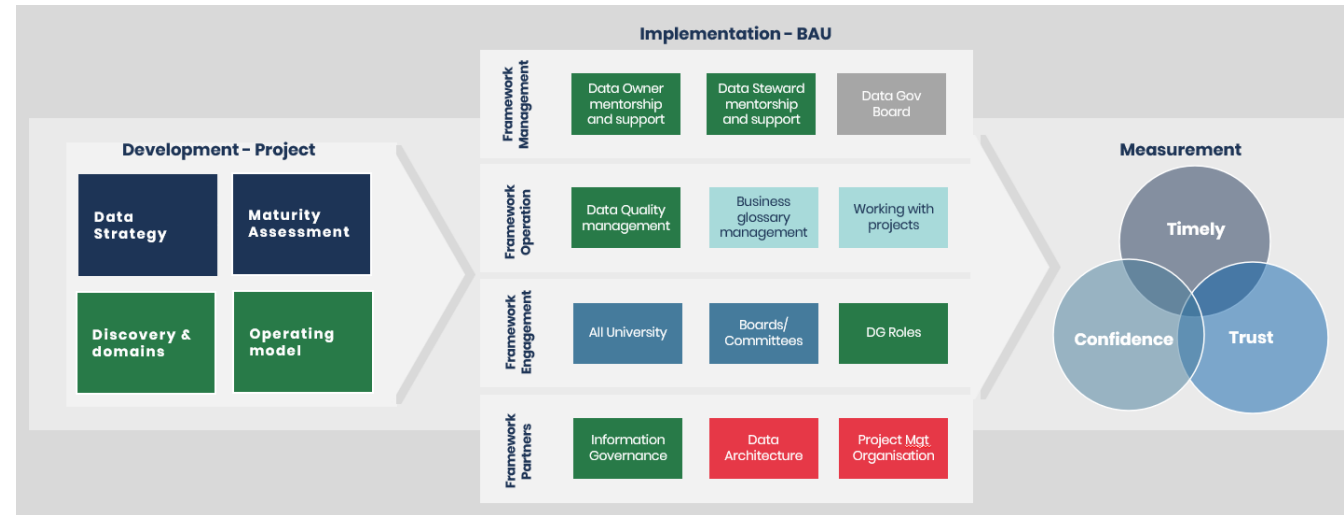 Implementation - BAU
Development - Project
Data
Strategy
Maturity
Assessment
Discovery &
domains
Operating
model
Framework
Management
Data Owner
mentorship
and support
Data Steward
mentorship
and support
Data Gov
Board
Framework
Operation
Data Quality
management
Business
glossary
management
Working with
projects
Framework
Engagement
All University
Boards/
Committees
DG Roles
Framework
Partners
Information
Governance
Data
Architecture
Project Mgt
Organisation
Measurement
Timely
Confidence
Trust